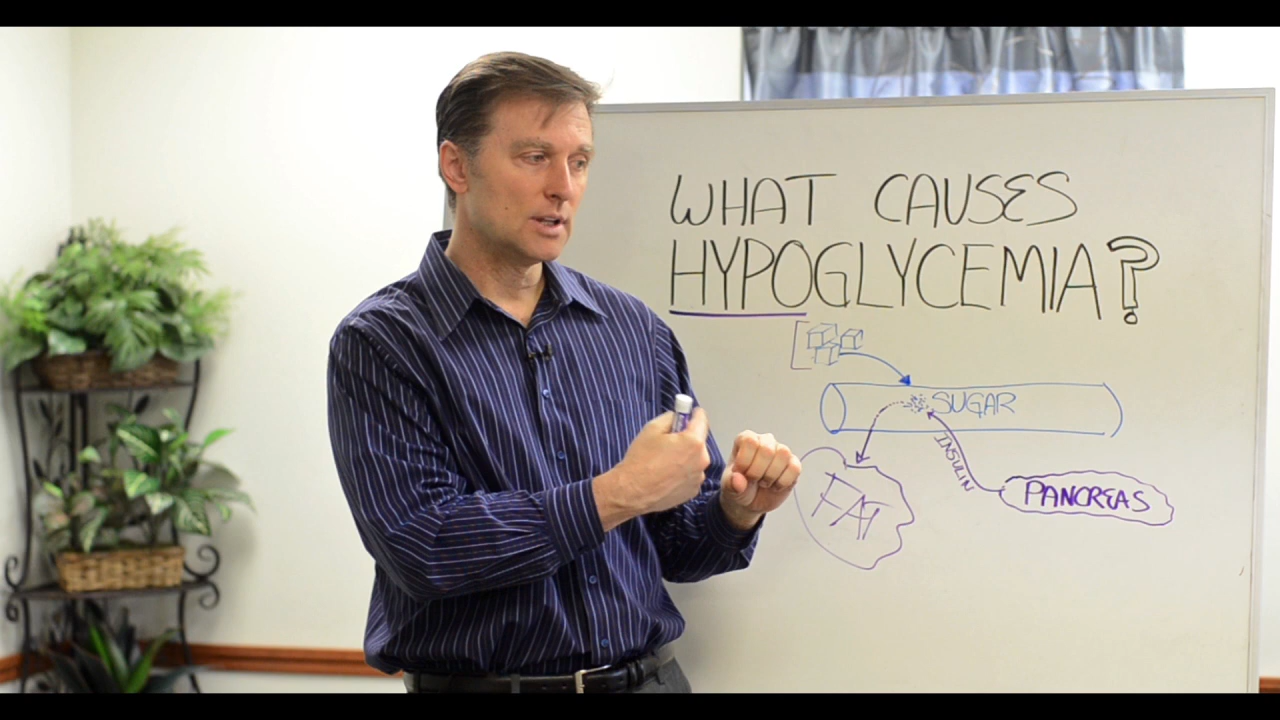 WHAT CAUSES
HYPOGLYCEMIA?
SUGAR
INSULIN
FAT
PANCREAS